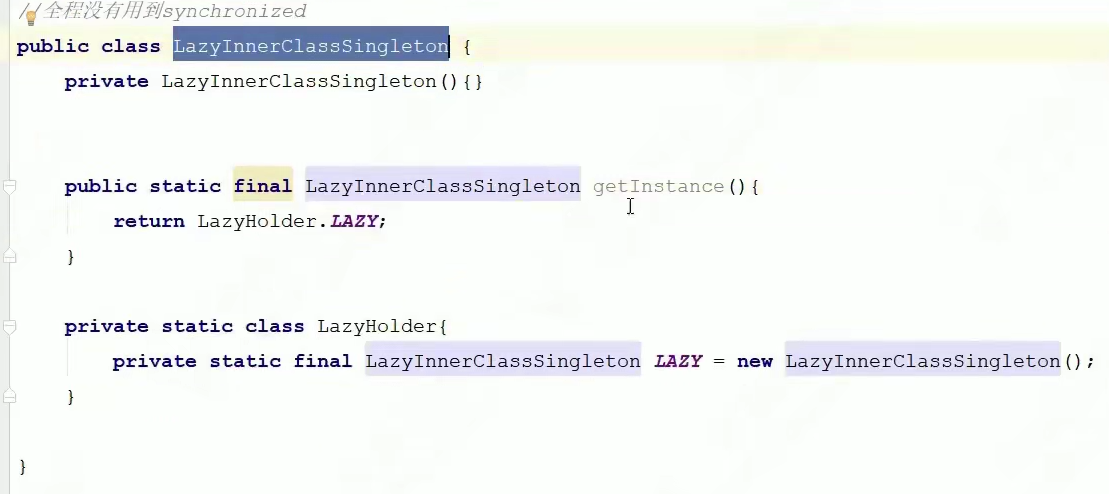 //全程没有用到synchronized
public class LazyInnerClassSingleton {
private LazyInnerClassSingleton(){}
public static final LazyInnerClassSingleton getInstance(){
return LazyHolder.LAZY;
}
private static class LazyHolder{
private static final LazyInnerClassSingleton LAZY = new LazyInnerClassSingleton();
}
}